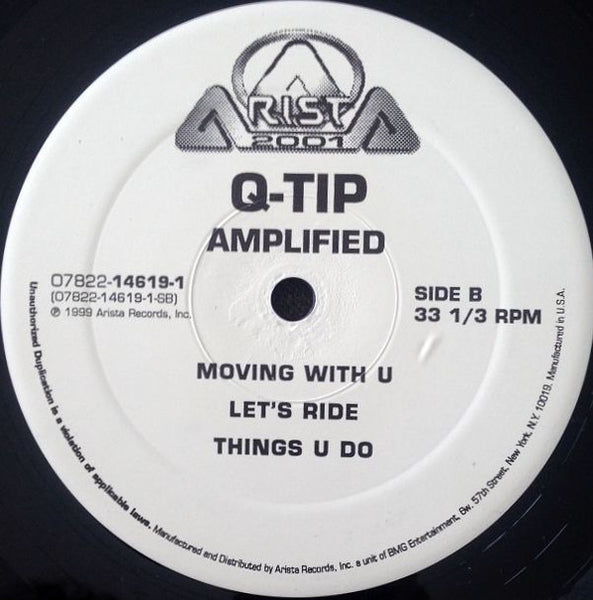 ARISTA
2001
Q-TIP
AMPLIFIED
07822-14619-1
(07822-14619-1-SB)
℗ 1999 Arista Records, Inc.
SIDE B
33 1/3 RPM
MOVING WITH U
LET'S RIDE
THINGS U DO
Unauthorized Duplication is a violation of applicable laws. Manufactured and Distributed by Arista Records, Inc. a unit of BMG Entertainment, 6w. 57th Street, New York, N.Y. 10019. Manufactured in U.S.A.